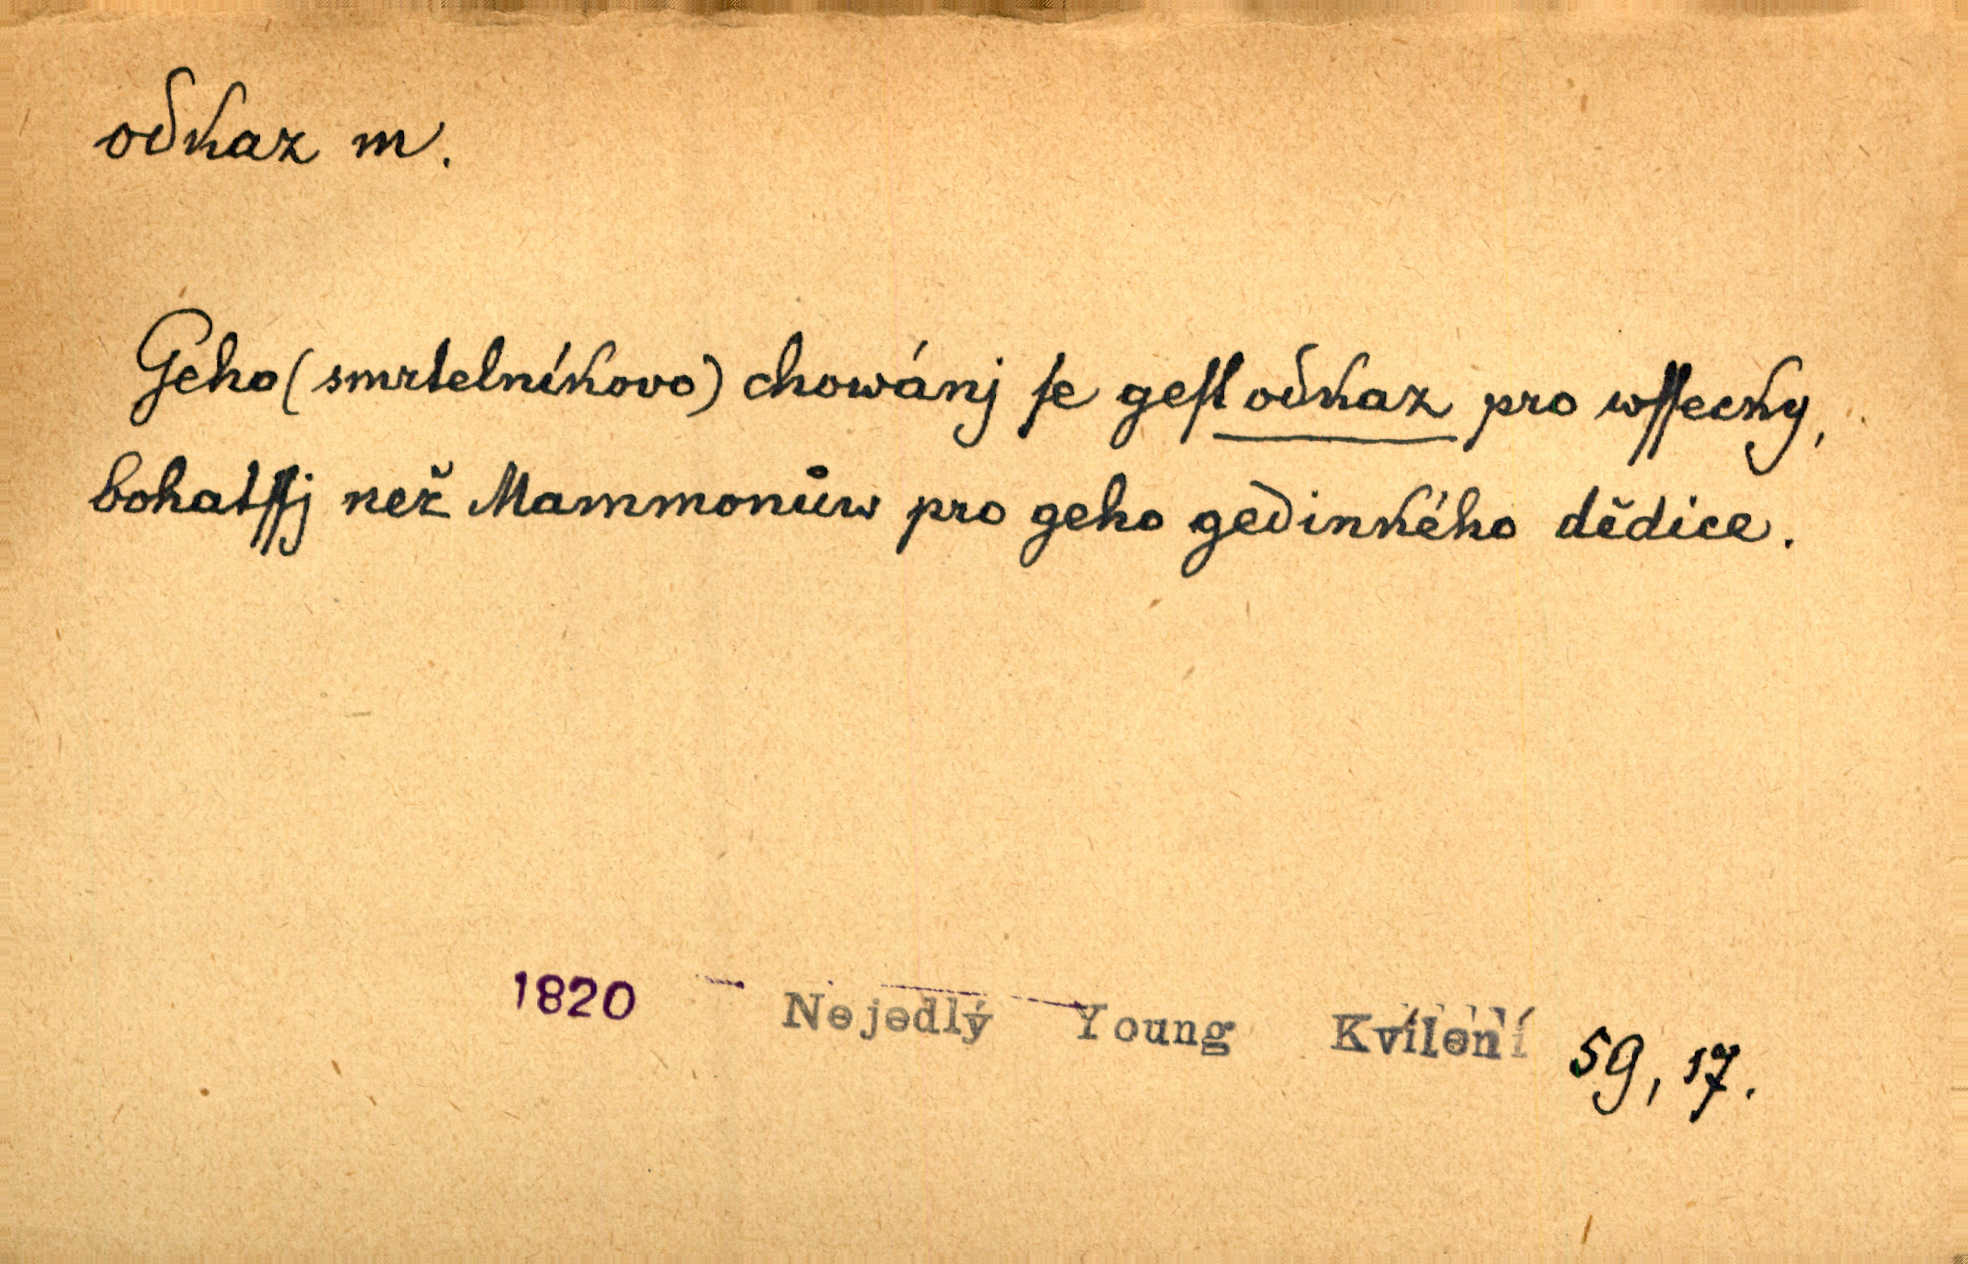 odkaz m.
Geho (smrtelníkovo) chowánj ſe geſt odkaz pro wſſecky,
bohatſſj než Mammonůw pro geho gedinkého dědice.
1820 Nejedlý Young Kvílení 59, 17.